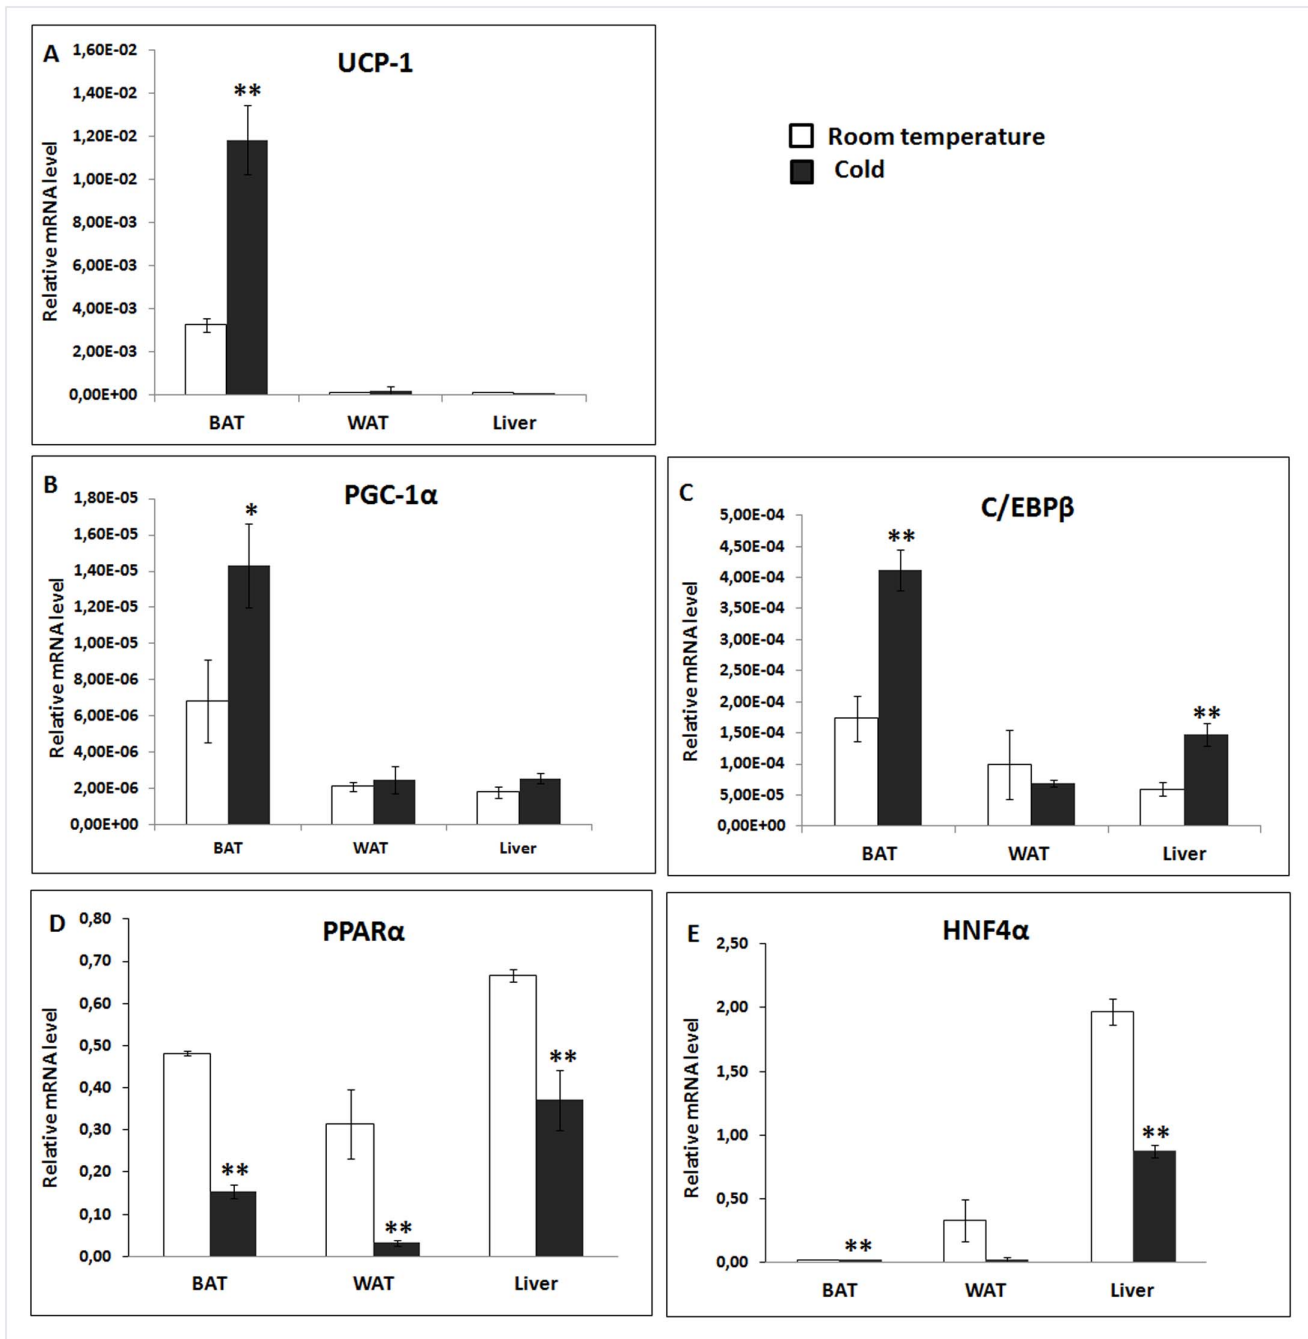 A
UCP-1
Relative mRNA level
1,60E-02
1,40E-02
1,20E-02
1,00E-02
8,00E-03
6,00E-03
4,00E-03
2,00E-03
0,00E+00
**
BAT WAT Liver
Room temperature
Cold
B
PGC-1α
Relative mRNA level
1,80E-05
1,60E-05
1,40E-05
1,20E-05
1,00E-05
8,00E-06
6,00E-06
4,00E-06
2,00E-06
0,00E+00
*
BAT WAT Liver
C
C/EBPβ
Relative mRNA level
5,00E-04
4,50E-04
4,00E-04
3,50E-04
3,00E-04
2,50E-04
2,00E-04
1,50E-04
1,00E-04
5,00E-05
0,00E+00
**
**
BAT WAT Liver
D
PPARα
Relative mRNA level
0,80
0,70
0,60
0,50
0,40
0,30
0,20
0,10
0,00
**
**
**
BAT WAT Liver
E
HNF4α
Relative mRNA level
2,50
2,00
1,50
1,00
0,50
0,00
**
**
BAT WAT Liver